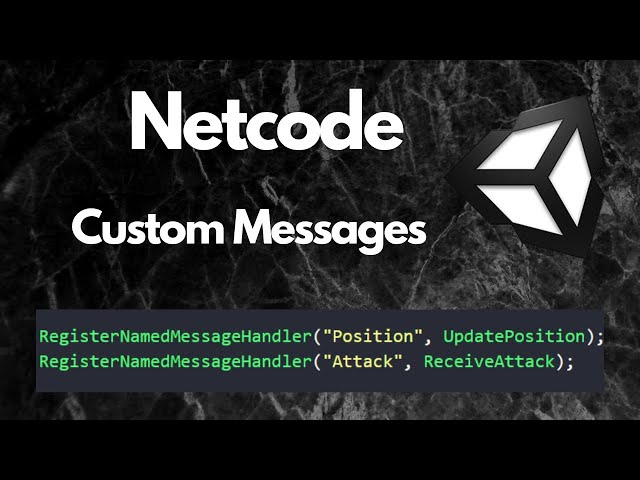 Netcode
Custom Messages
RegisterNamedMessageHandler("Position", UpdatePosition);
RegisterNamedMessageHandler("Attack", ReceiveAttack);